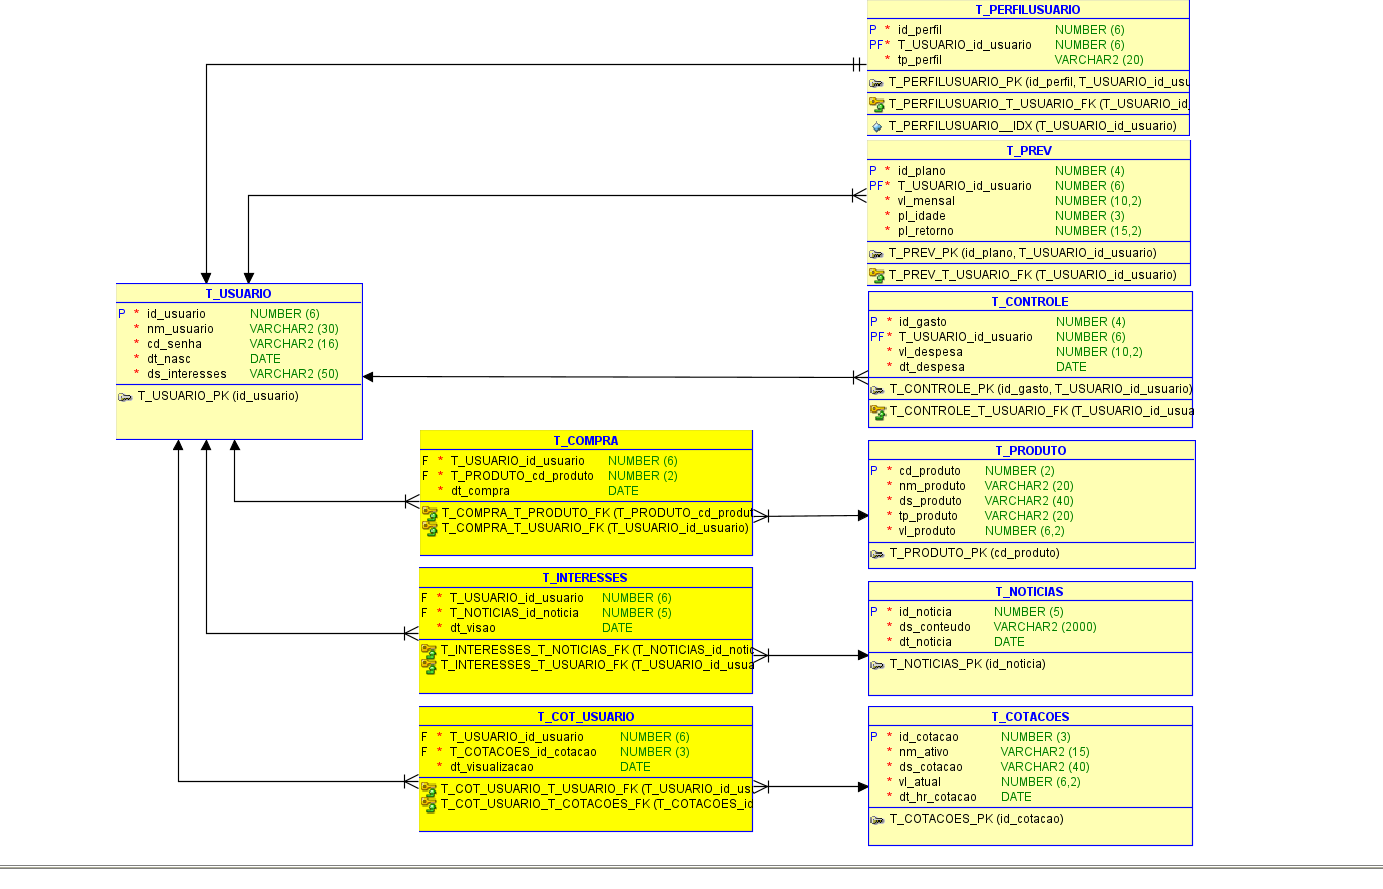 T_PERFILUSUARIO
P * id_perfil NUMBER (6)
PF* T_USUARIO_id_usuario NUMBER (6)
* tp_perfil VARCHAR2 (20)
T_PERFILUSUARIO_PK (id_perfil, T_USUARIO_id_usu
T_PERFILUSUARIO_T_USUARIO_FK (T_USUARIO_id_
T_PERFILUSUARIO__IDX (T_USUARIO_id_usuario)
T_PREV
P * id_plano NUMBER (4)
PF* T_USUARIO_id_usuario NUMBER (6)
* vl_mensal NUMBER (10,2)
* pl_idade NUMBER (3)
* pl_retorno NUMBER (15,2)
T_PREV_PK (id_plano, T_USUARIO_id_usuario)
T_PREV_T_USUARIO_FK (T_USUARIO_id_usuario)
T_USUARIO
P * id_usuario NUMBER (6)
* nm_usuario VARCHAR2 (30)
* cd_senha VARCHAR2 (16)
* dt_nasc DATE
* ds_interesses VARCHAR2 (50)
T_USUARIO_PK (id_usuario)
T_CONTROLE
P * id_gasto NUMBER (4)
PF* T_USUARIO_id_usuario NUMBER (6)
* vl_despesa NUMBER (10,2)
* dt_despesa DATE
T_CONTROLE_PK (id_gasto, T_USUARIO_id_usuario)
T_CONTROLE_T_USUARIO_FK (T_USUARIO_id_usua
T_COMPRA
F * T_USUARIO_id_usuario NUMBER (6)
F * T_PRODUTO_cd_produto NUMBER (2)
* dt_compra DATE
T_COMPRA_T_PRODUTO_FK (T_PRODUTO_cd_produt
T_COMPRA_T_USUARIO_FK (T_USUARIO_id_usuario)
T_PRODUTO
P * cd_produto NUMBER (2)
* nm_produto VARCHAR2 (20)
* ds_produto VARCHAR2 (40)
* tp_produto VARCHAR2 (20)
* vl_produto NUMBER (6,2)
T_PRODUTO_PK (cd_produto)
T_INTERESSES
F * T_USUARIO_id_usuario NUMBER (6)
F * T_NOTICIAS_id_noticia NUMBER (5)
* dt_visao DATE
T_INTERESSES_T_NOTICIAS_FK (T_NOTICIAS_id_notic
T_INTERESSES_T_USUARIO_FK (T_USUARIO_id_usua
T_NOTICIAS
P * id_noticia NUMBER (5)
* ds_conteudo VARCHAR2 (2000)
* dt_noticia DATE
T_NOTICIAS_PK (id_noticia)
T_COT_USUARIO
F * T_USUARIO_id_usuario NUMBER (6)
F * T_COTACOES_id_cotacao NUMBER (3)
* dt_visualizacao DATE
T_COT_USUARIO_T_USUARIO_FK (T_USUARIO_id_us
T_COT_USUARIO_T_COTACOES_FK (T_COTACOES_id
T_COTACOES
P * id_cotacao NUMBER (3)
* nm_ativo VARCHAR2 (15)
* ds_cotacao VARCHAR2 (40)
* vl_atual NUMBER (6,2)
* dt_hr_cotacao DATE
T_COTACOES_PK (id_cotacao)